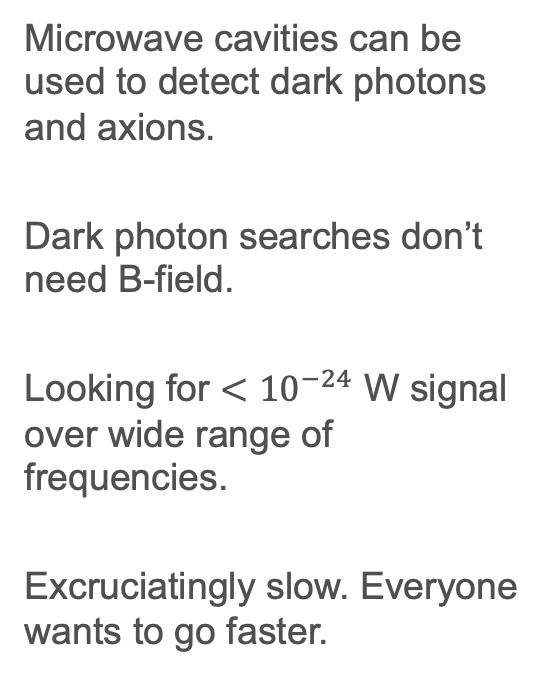 Microwave cavities can be
used to detect dark photons
and axions.
Dark photon searches don’t
need B-field.
Looking for < 10⁻²⁴ W signal
over wide range of
frequencies.
Excruciatingly slow. Everyone
wants to go faster.